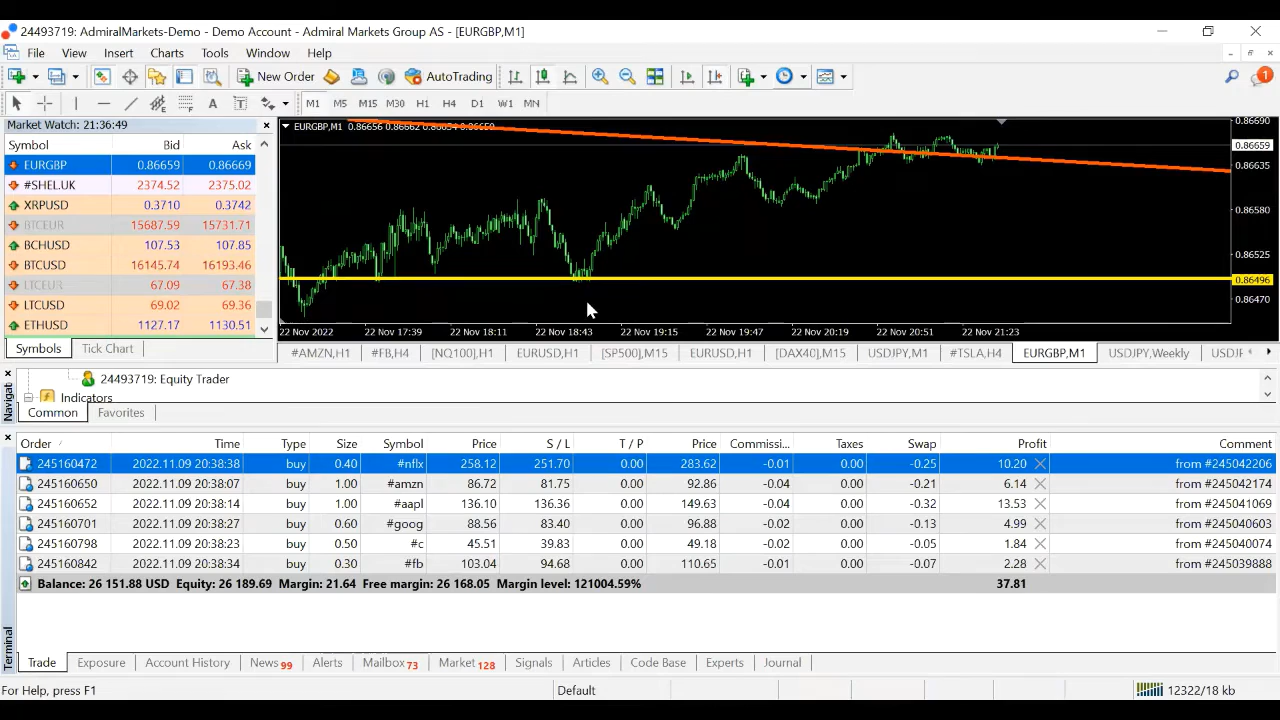 24493719: AdmiralMarkets-Demo - Demo Account - Admiral Markets Group AS - [EURGBP,M1]
File View Insert Charts Tools Window Help
New Order AutoTrading 1
A T M1 M5 M15 M30 H1 H4 D1 W1 MN
Market Watch: 21:36:49
Symbol Bid Ask
EURGBP 0.86659 0.86669
#SHELUK 2374.52 2375.02
XRPUSD 0.3710 0.3742
BTCEUR 15687.59 15731.71
BCHUSD 107.53 107.85
BTCUSD 16145.74 16193.46
LTCEUR 67.09 67.38
LTCUSD 69.02 69.36
ETHUSD 1127.17 1130.51
Symbols Tick Chart
EURGBP,M1 0.86656 0.86662 0.86654 0.86659
0.86690
0.86659
0.86635
0.86580
0.86525
0.86496
0.86470
22 Nov 2022 22 Nov 17:39 22 Nov 18:11 22 Nov 18:43 22 Nov 19:15 22 Nov 19:47 22 Nov 20:19 22 Nov 20:51 22 Nov 21:23
#AMZN,H1 #FB,H4 [NQ100],H1 EURUSD,H1 [SP500],M15 EURUSD,H1 [DAX40],M15 USDJPY,M1 #TSLA,H4 EURGBP,M1 USDJPY,Weekly USDJF
Navigat
24493719: Equity Trader
Indicators
Common Favorites
Order Time Type Size Symbol Price S / L T / P Price Commissi... Taxes Swap Profit Comment
245160472 2022.11.09 20:38:38 buy 0.40 #nflx 258.12 251.70 0.00 283.62 -0.01 0.00 -0.25 10.20 from #245042206
245160650 2022.11.09 20:38:07 buy 1.00 #amzn 86.72 81.75 0.00 92.86 -0.04 0.00 -0.21 6.14 from #245042174
245160652 2022.11.09 20:38:14 buy 1.00 #aapl 136.10 136.36 0.00 149.63 -0.04 0.00 -0.32 13.53 from #245041069
245160701 2022.11.09 20:38:27 buy 0.60 #goog 88.56 83.40 0.00 96.88 -0.02 0.00 -0.13 4.99 from #245040603
245160798 2022.11.09 20:38:23 buy 0.50 #c 45.51 39.83 0.00 49.18 -0.02 0.00 -0.05 1.84 from #245040074
245160842 2022.11.09 20:38:34 buy 0.30 #fb 103.04 94.68 0.00 110.65 -0.01 0.00 -0.07 2.28 from #245039888
Balance: 26 151.88 USD Equity: 26 189.69 Margin: 21.64 Free margin: 26 168.05 Margin level: 121004.59% 37.81
Terminal
Trade Exposure Account History News 99 Alerts Mailbox 73 Market 128 Signals Articles Code Base Experts Journal
For Help, press F1 Default 12322/18 kb